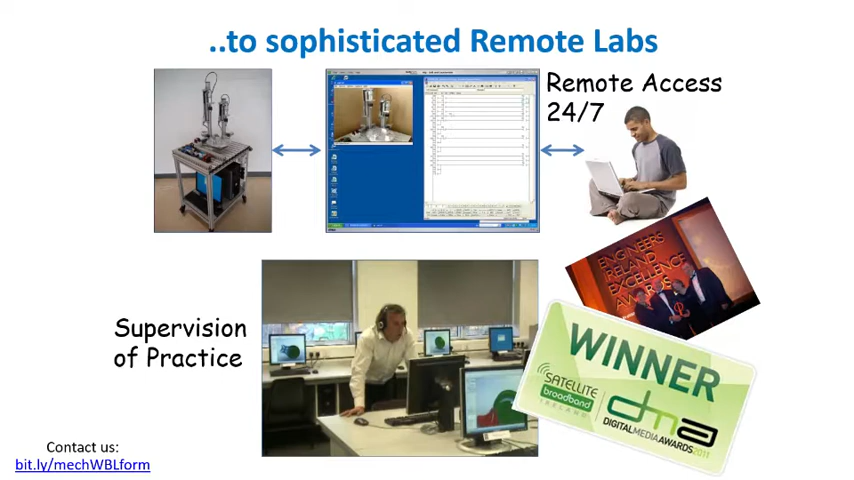 ..to sophisticated Remote Labs
Remote Access
24/7
ENGINEERS
IRELAND
EXCELLENCE
AWARDS
Supervision
of Practice
WINNER
SATELLITE
broadband
IRELAND
dma
DIGITAL MEDIA AWARDS 2011
Contact us:
bit.ly/mechWBLform